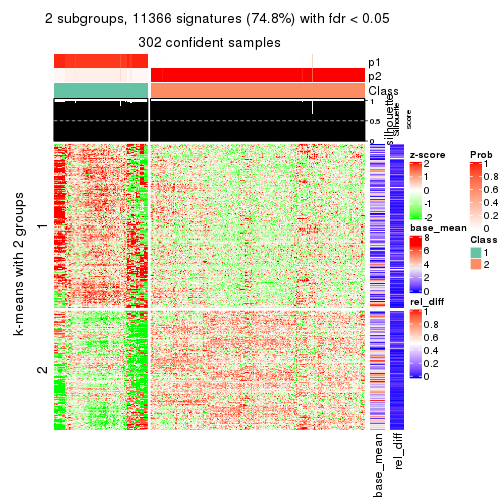 2 subgroups, 11366 signatures (74.8%) with fdr < 0.05
302 confident samples
p1
p2
Class
1
0.5
0
silhouette
Silhouette
score
k-means with 2 groups
1
2
base_mean
rel_diff
z-score
2
1
0
-1
-2
base_mean
8
6
4
2
0
rel_diff
1
0.8
0.6
0.4
0.2
0
Prob
1
0.8
0.6
0.4
0.2
0
Class
1
2